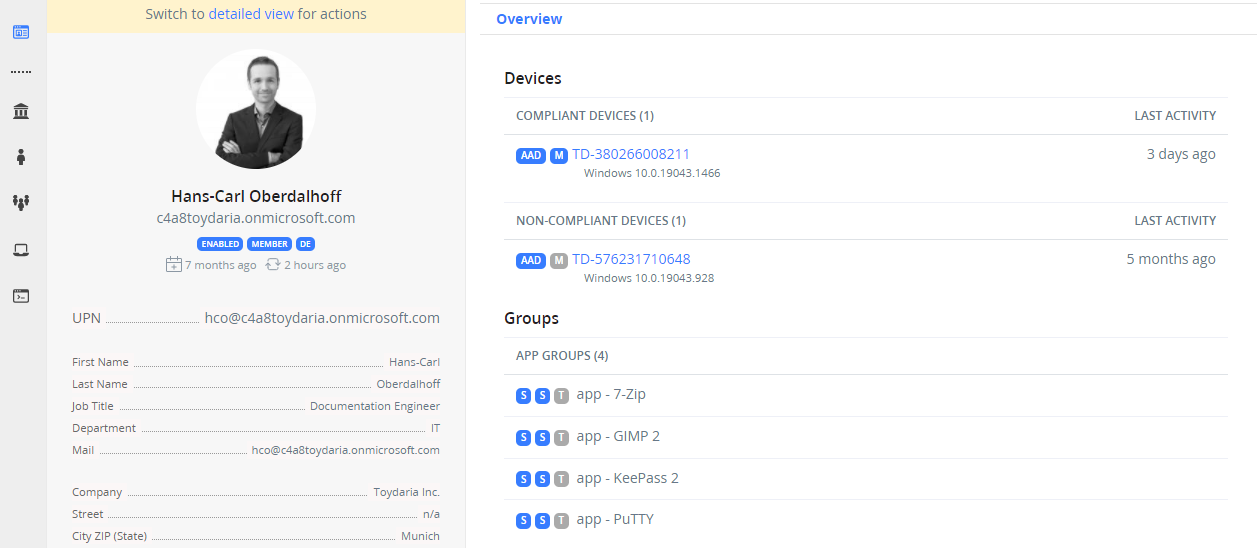 Switch to detailed view for actions
Hans-Carl Oberdalhoff
c4a8toydaria.onmicrosoft.com
ENABLED MEMBER DE
7 months ago 2 hours ago
UPN hco@c4a8toydaria.onmicrosoft.com
First Name Hans-Carl
Last Name Oberdalhoff
Job Title Documentation Engineer
Department IT
Mail hco@c4a8toydaria.onmicrosoft.com
Company Toydaria Inc.
Street n/a
City ZIP (State) Munich
Overview
Devices
COMPLIANT DEVICES (1) LAST ACTIVITY
AAD M TD-380266008211 3 days ago
Windows 10.0.19043.1466
NON-COMPLIANT DEVICES (1) LAST ACTIVITY
AAD M TD-576231710648 5 months ago
Windows 10.0.19043.928
Groups
APP GROUPS (4)
S S T app - 7-Zip
S S T app - GIMP 2
S S T app - KeePass 2
S S T app - PuTTY